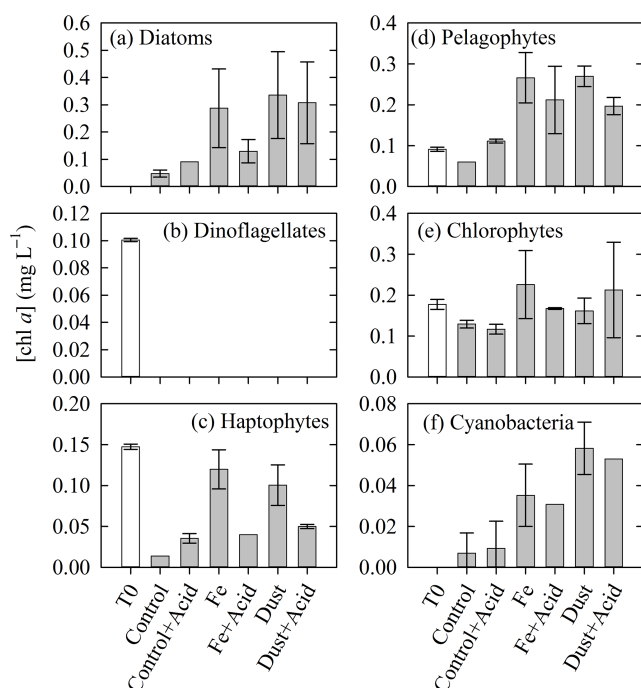 (a) Diatoms
0.6
0.5
0.4
0.3
0.2
0.1
0.0
(d) Pelagophytes
0.4
0.3
0.2
0.1
0.0
[chl a] (mg L⁻¹)
(b) Dinoflagellates
0.12
0.10
0.08
0.06
0.04
0.02
0.00
(e) Chlorophytes
0.4
0.3
0.2
0.1
0.0
(c) Haptophytes
0.20
0.15
0.10
0.05
0.00
(f) Cyanobacteria
0.08
0.06
0.04
0.02
0.00
T0
Control
Control+Acid
Fe
Fe+Acid
Dust
Dust+Acid
T0
Control
Control+Acid
Fe
Fe+Acid
Dust
Dust+Acid